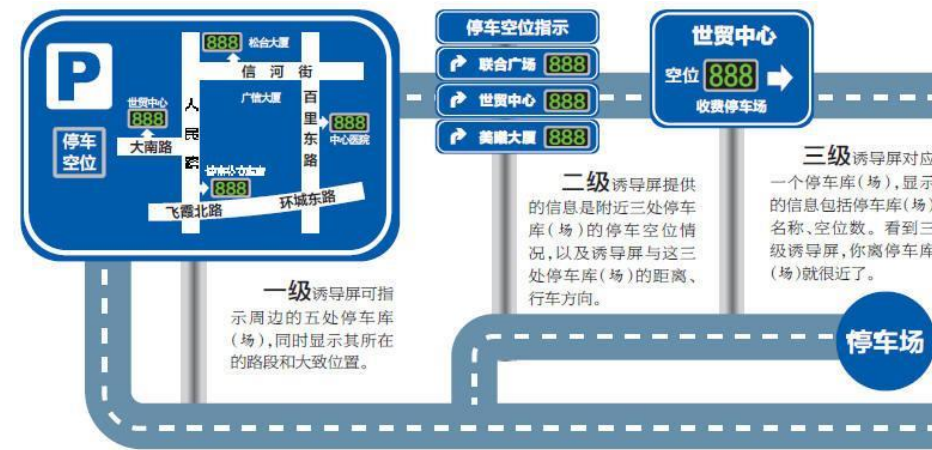 P
停车
空位
888
松台大厦
信河街
广信大厦
人民路
百里东路
世贸中心
888
大南路
888
中心医院
888
飞霞北路
环城东路
停车空位指示
联合广场 888
世贸中心 888
美曦大厦 888
世贸中心
空位 888
收费停车场
一级诱导屏可指
示周边的五处停车库
(场),同时显示其所在
的路段和大致位置。
二级诱导屏提供
的信息是附近三处停车
库(场)的停车空位情
况,以及诱导屏与这三
处停车库(场)的距离、
行车方向。
三级诱导屏对应
一个停车库(场),显示
的信息包括停车库(场)
名称、空位数。看到三
级诱导屏,你离停车库
(场)就很近了。
停车场